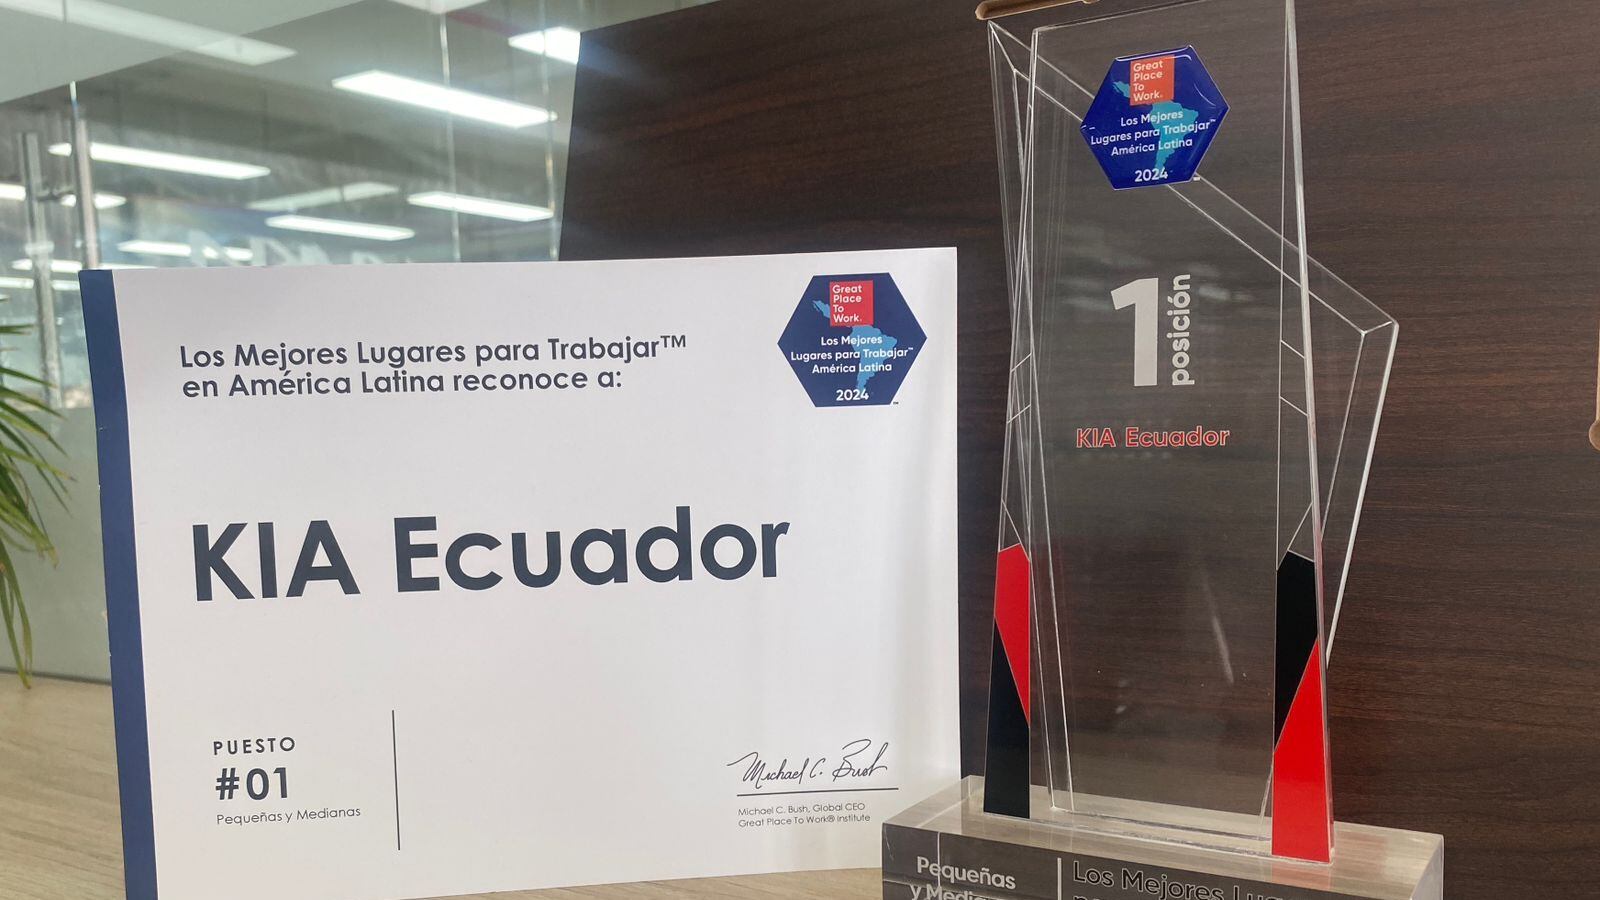 Los Mejores Lugares para Trabajar™
en América Latina reconoce a:
Great
Place
To
Work.
Los Mejores
Lugares para Trabajar™
América Latina
2024
KIA Ecuador
PUESTO
#01
Pequeñas y Medianas
Michael C. Bush
Michael C. Bush, Global CEO
Great Place To Work® Institute
Great
Place
To
Work.
Los Mejores
Lugares para Trabajar™
América Latina
2024
1 posición
KIA Ecuador
Pequeñas
y
Los Mejores